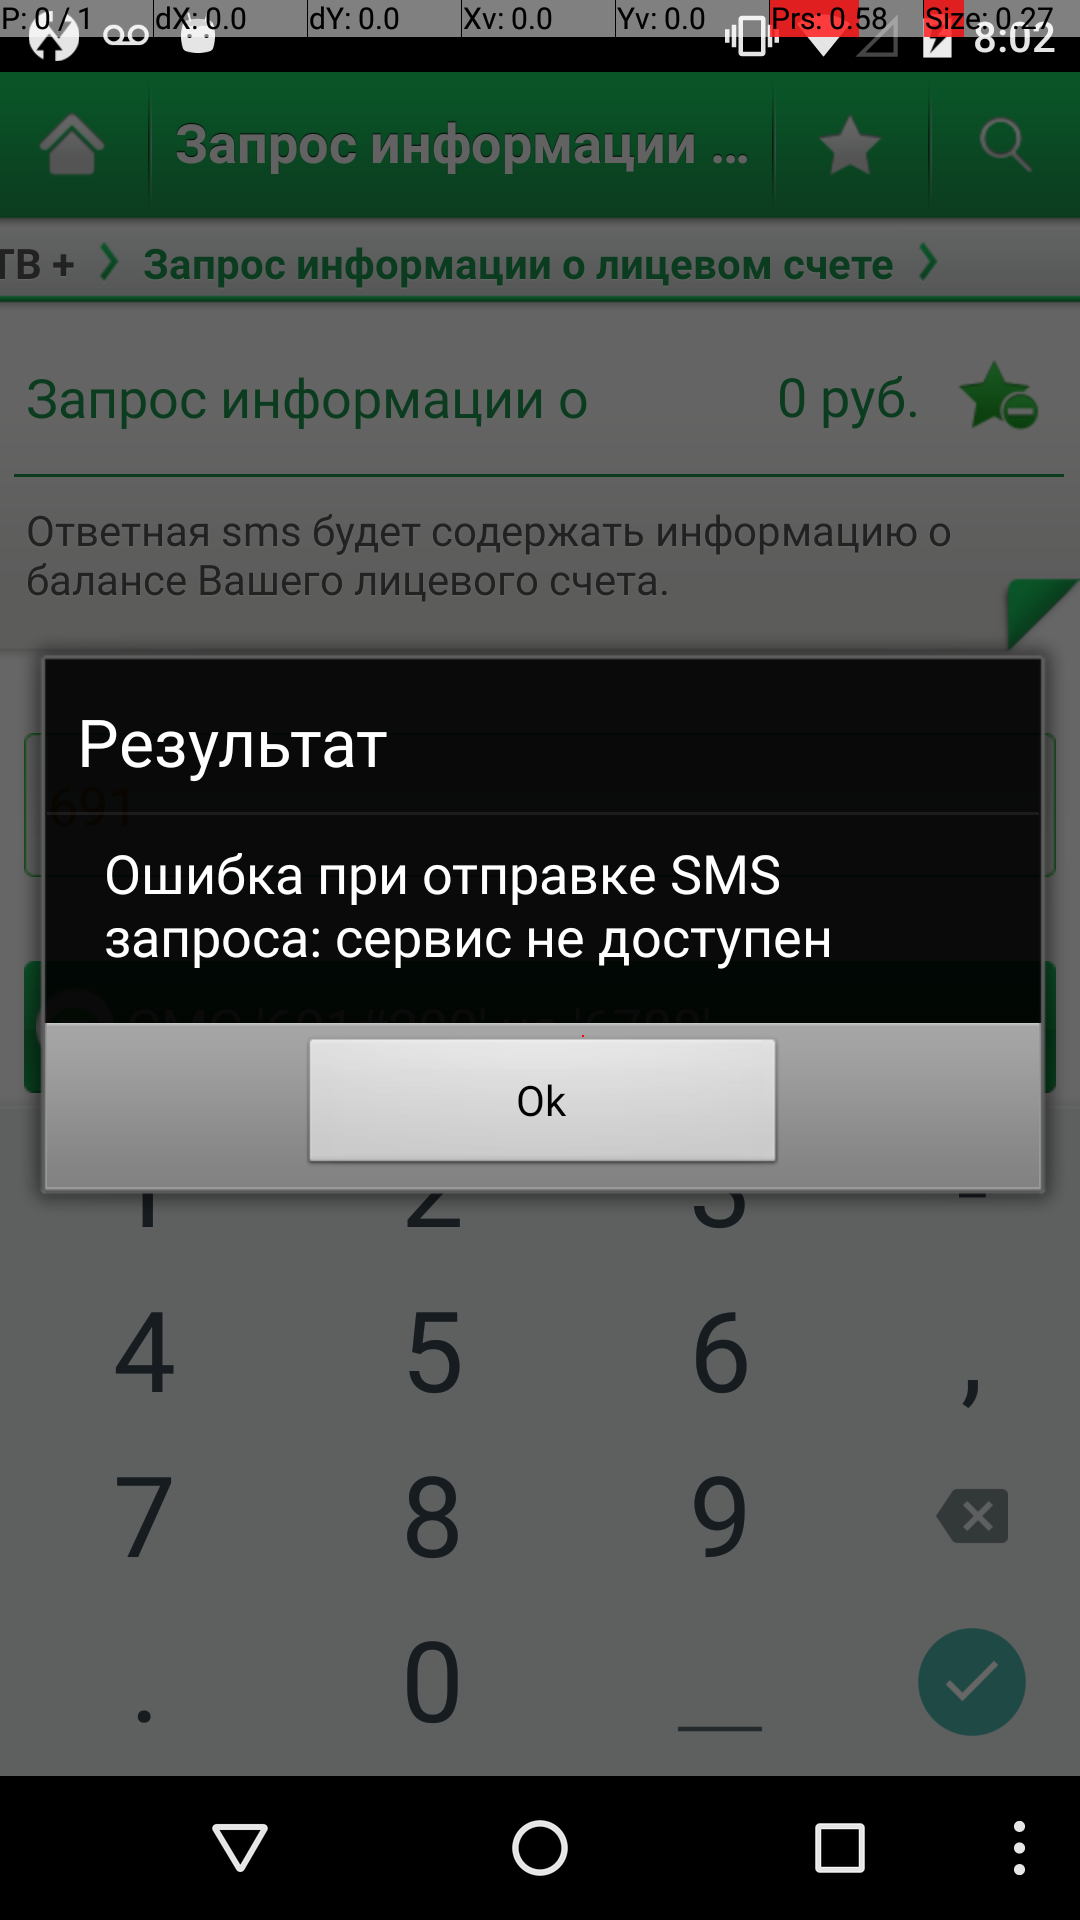 P: 0 / 1 dX: 0.0 dY: 0.0 Xv: 0.0 Yv: 0.0 Prs: 0.58 Size: 0.27
8:02
Запрос информации ...
ТВ + Запрос информации о лицевом счете
Запрос информации о 0 руб.
Ответная sms будет содержать информацию о
балансе Вашего лицевого счета.
Результат
691
Ошибка при отправке SMS
запроса: сервис не доступен
Ok
1 2 3 -
4 5 6 ,
7 8 9
. 0